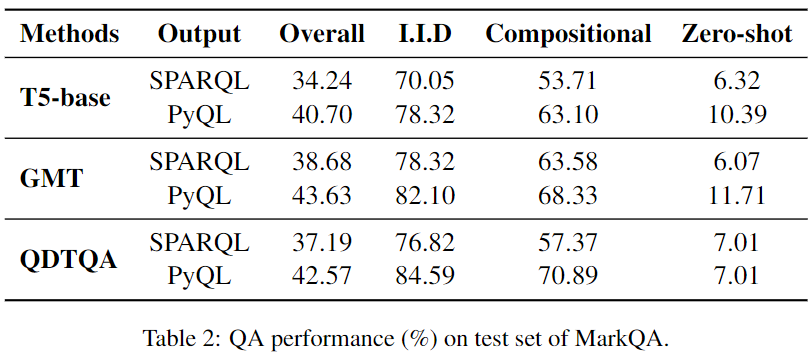 Methods Output Overall I.I.D Compositional Zero-shot
T5-base SPARQL 34.24 70.05 53.71 6.32
PyQL 40.70 78.32 63.10 10.39
GMT SPARQL 38.68 78.32 63.58 6.07
PyQL 43.63 82.10 68.33 11.71
QDTQA SPARQL 37.19 76.82 57.37 7.01
PyQL 42.57 84.59 70.89 7.01
Table 2: QA performance (%) on test set of MarkQA.